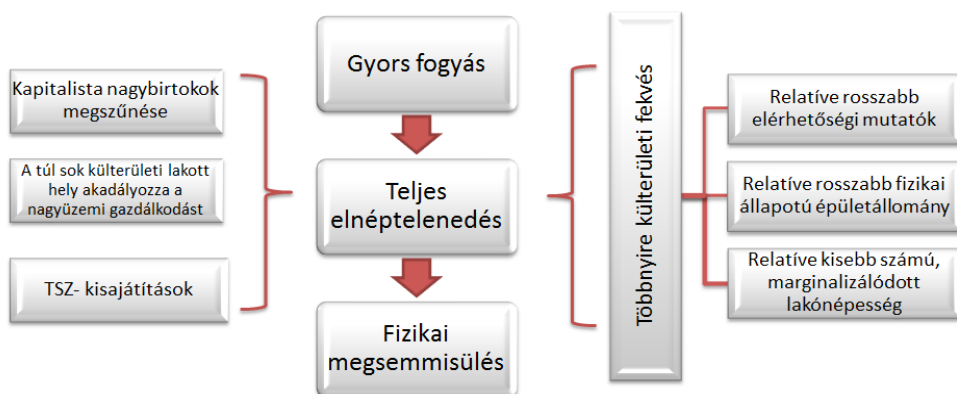 Kapitalista nagybirtokok
megszűnése
A túl sok külterületi lakott
hely akadályozza a
nagyüzemi gazdálkodást
TSZ- kisajátítások
Gyors fogyás
Teljes
elnéptelenedés
Fizikai
megsemmisülés
Többnyire külterületi fekvés
Relatíve rosszabb
elérhetőségi mutatók
Relatíve rosszabb fizikai
állapotú épületállomány
Relatíve kisebb számú,
marginalizálódott
lakónépesség